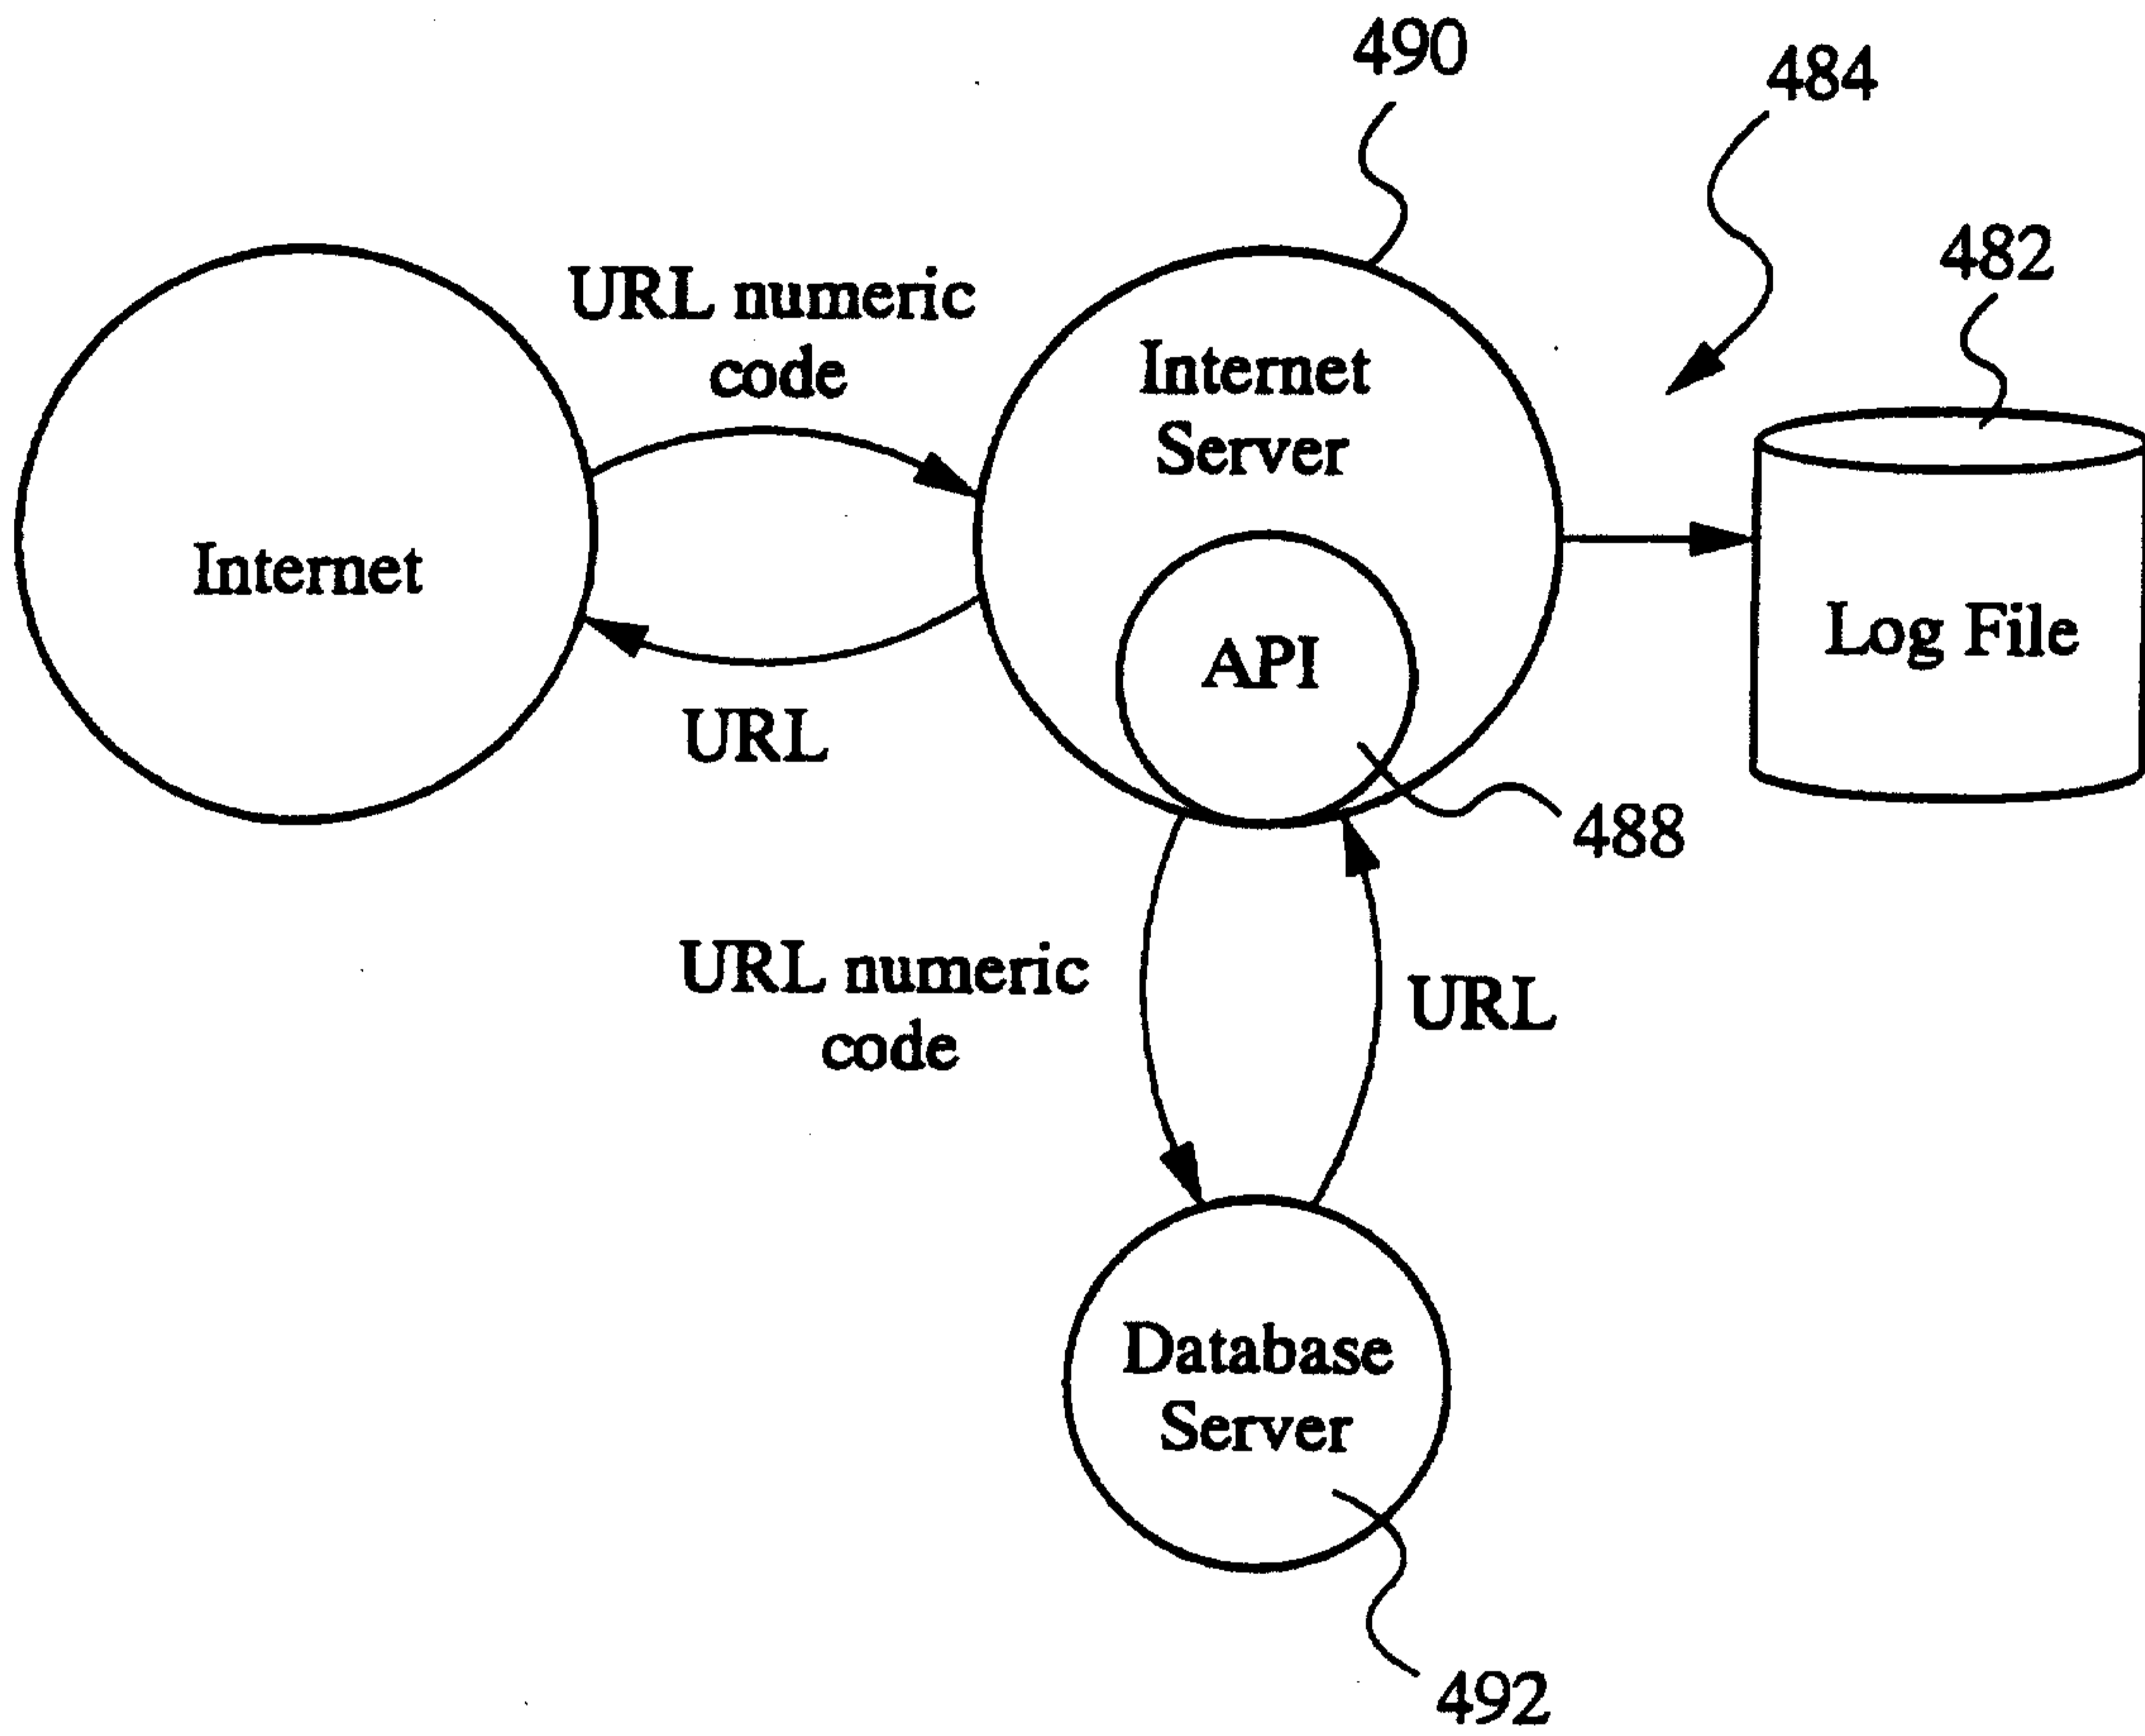 490
484
482
URL numeric
code
Internet
Server
Internet
API
Log File
URL
488
URL numeric
code
URL
Database
Server
492